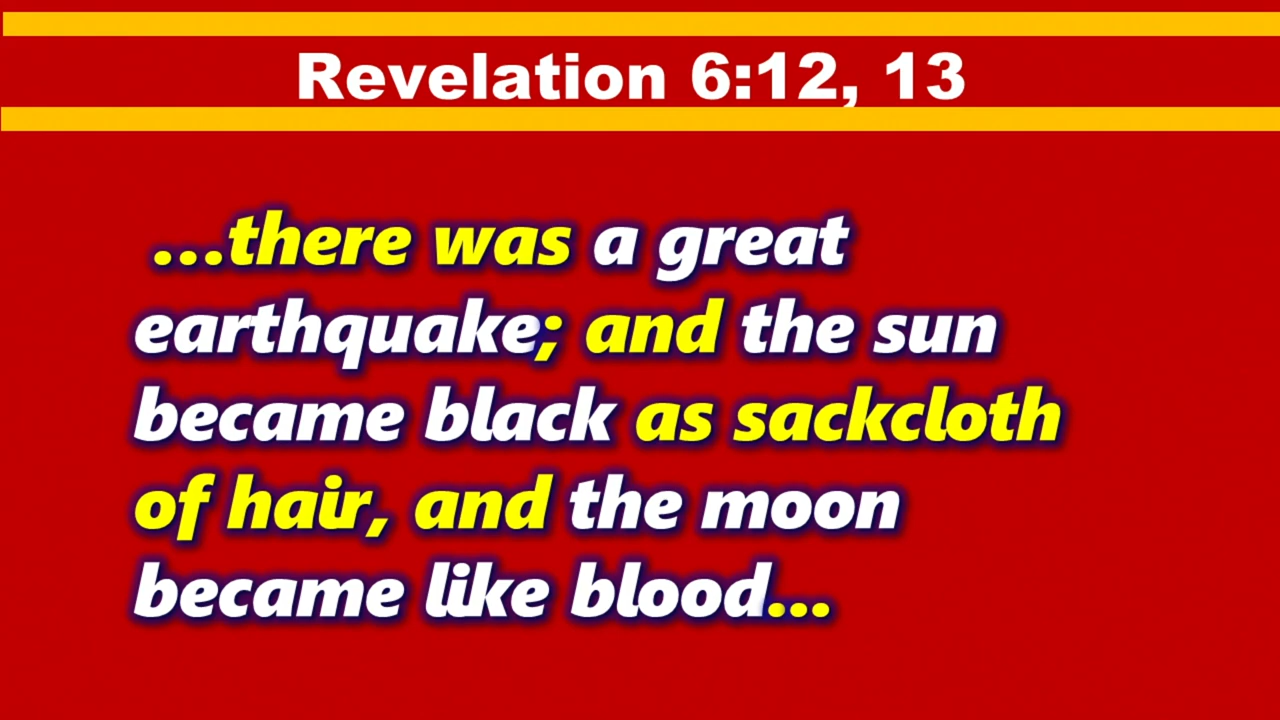 Revelation 6:12, 13
...there was a great
earthquake; and the sun
became black as sackcloth
of hair, and the moon
became like blood...